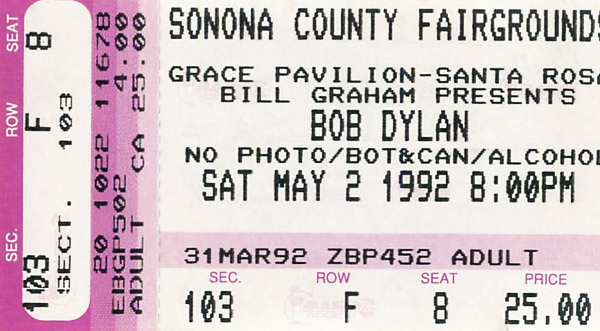 SEAT 8
ROW F
SEC. 103
SECT. 103
20 1022 11678
EBGP502 4.00
ADULT CA 25.00
SONONA COUNTY FAIRGROUNDS
GRACE PAVILION-SANTA ROSA
BILL GRAHAM PRESENTS
BOB DYLAN
NO PHOTO/BOT&CAN/ALCOHOL
SAT MAY 2 1992 8:00PM
31MAR92 ZBP452 ADULT
SEC. ROW SEAT PRICE
103 F 8 25.00